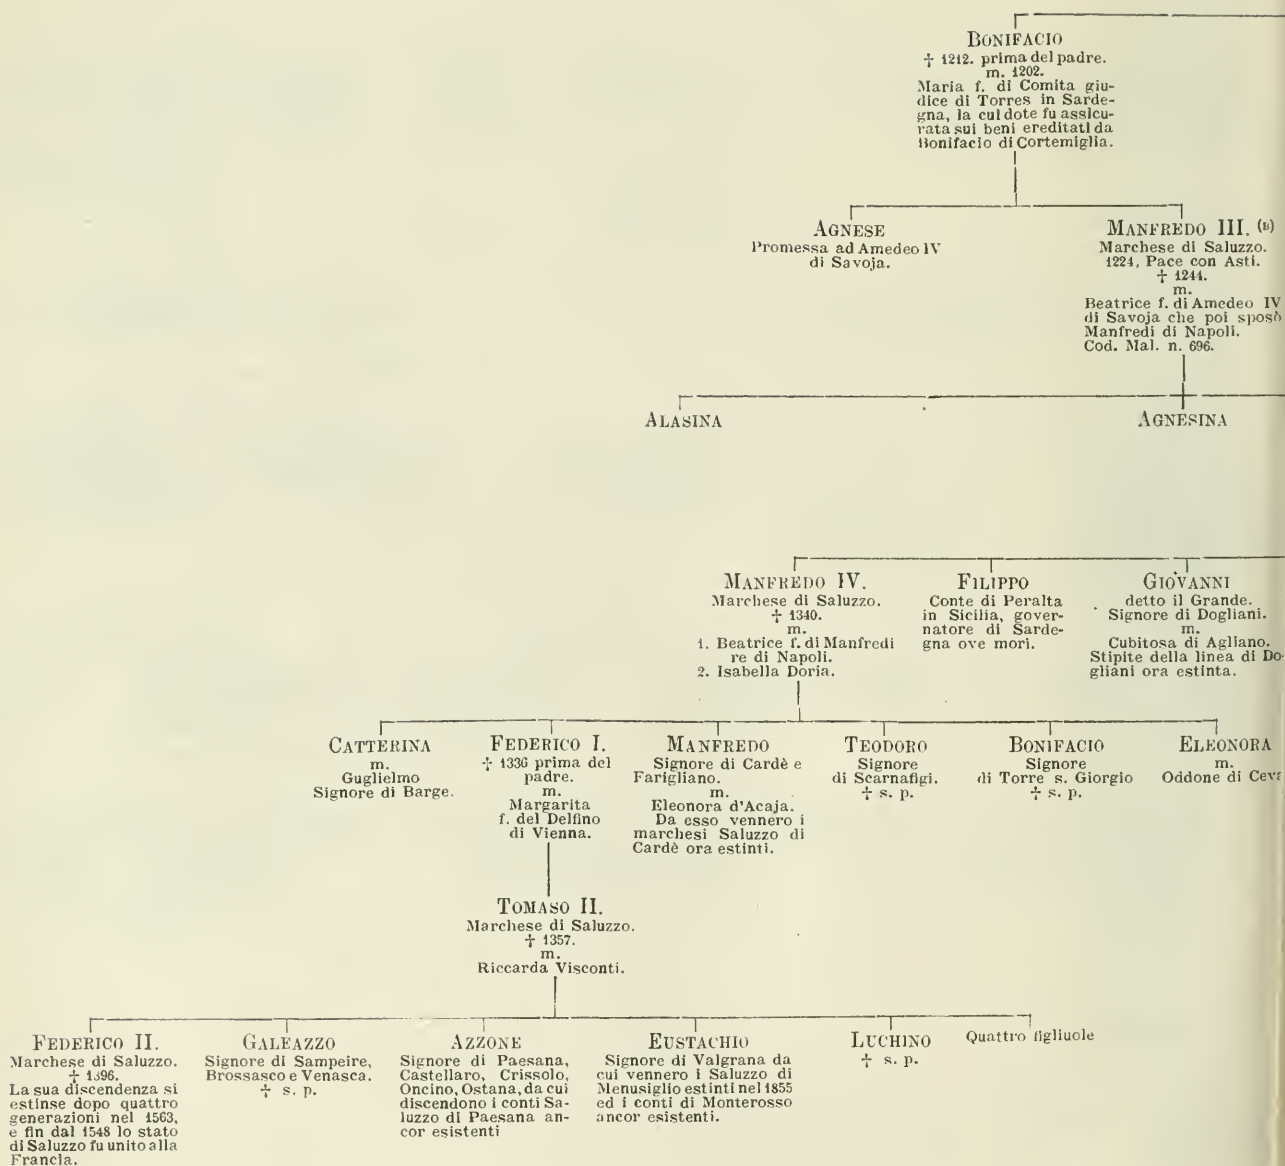 BONIFACIO
† 1212. prima del padre.
m. 1202.
Maria f. di Comita giu-
dice di Torres in Sarde-
gna, la cui dote fu assicu-
rata sui beni ereditati da
Bonifacio di Cortemiglia.
AGNESE
Promessa ad Amedeo IV
di Savoja.
MANFREDO III. (B)
Marchese di Saluzzo.
1224, Pace con Asti.
† 1244.
m.
Beatrice f. di Amedeo IV
di Savoja che poi sposò
Manfredi di Napoli.
Cod. Mal. n. 696.
ALASINA
AGNESINA
MANFREDO IV.
Marchese di Saluzzo.
† 1340.
m.
1. Beatrice f. di Manfredi
re di Napoli.
2. Isabella Doria.
FILIPPO
Conte di Peralta
in Sicilia, gover-
natore di Sarde-
gna ove morì.
GIOVANNI
detto il Grande.
Signore di Dogliani.
m.
Cubitosa di Agliano.
Stipite della linea di Do-
gliani ora estinta.
CATTERINA
m.
Guglielmo
Signore di Barge.
FEDERICO I.
† 1336 prima del
padre.
m.
Margarita
f. del Delfino
di Vienna.
MANFREDO
Signore di Cardè e
Farigliano.
m.
Eleonora d'Acaja.
Da esso vennero i
marchesi Saluzzo di
Cardè ora estinti.
TEODORO
Signore
di Scarnafigi.
† s. p.
BONIFACIO
Signore
di Torre s. Giorgio
† s. p.
ELEONORA
m.
Oddone di Ceva
TOMASO II.
Marchese di Saluzzo.
† 1357.
m.
Riccarda Visconti.
FEDERICO II.
Marchese di Saluzzo.
† 1396.
La sua discendenza si
estinse dopo quattro
generazioni nel 1563,
e fin dal 1548 lo stato
di Saluzzo fu unito alla
Francia.
GALEAZZO
Signore di Sampeire,
Brossasco e Venasca.
† s. p.
AZZONE
Signore di Paesana,
Castellaro, Crissolo,
Oncino, Ostana, da cui
discendono i conti Sa-
luzzo di Paesana an-
cor esistenti
EUSTACHIO
Signore di Valgrana da
cui vennero i Saluzzo di
Menusiglio estinti nel 1855
ed i conti di Monterosso
ancor esistenti.
LUCHINO
† s. p.
Quattro figliuole